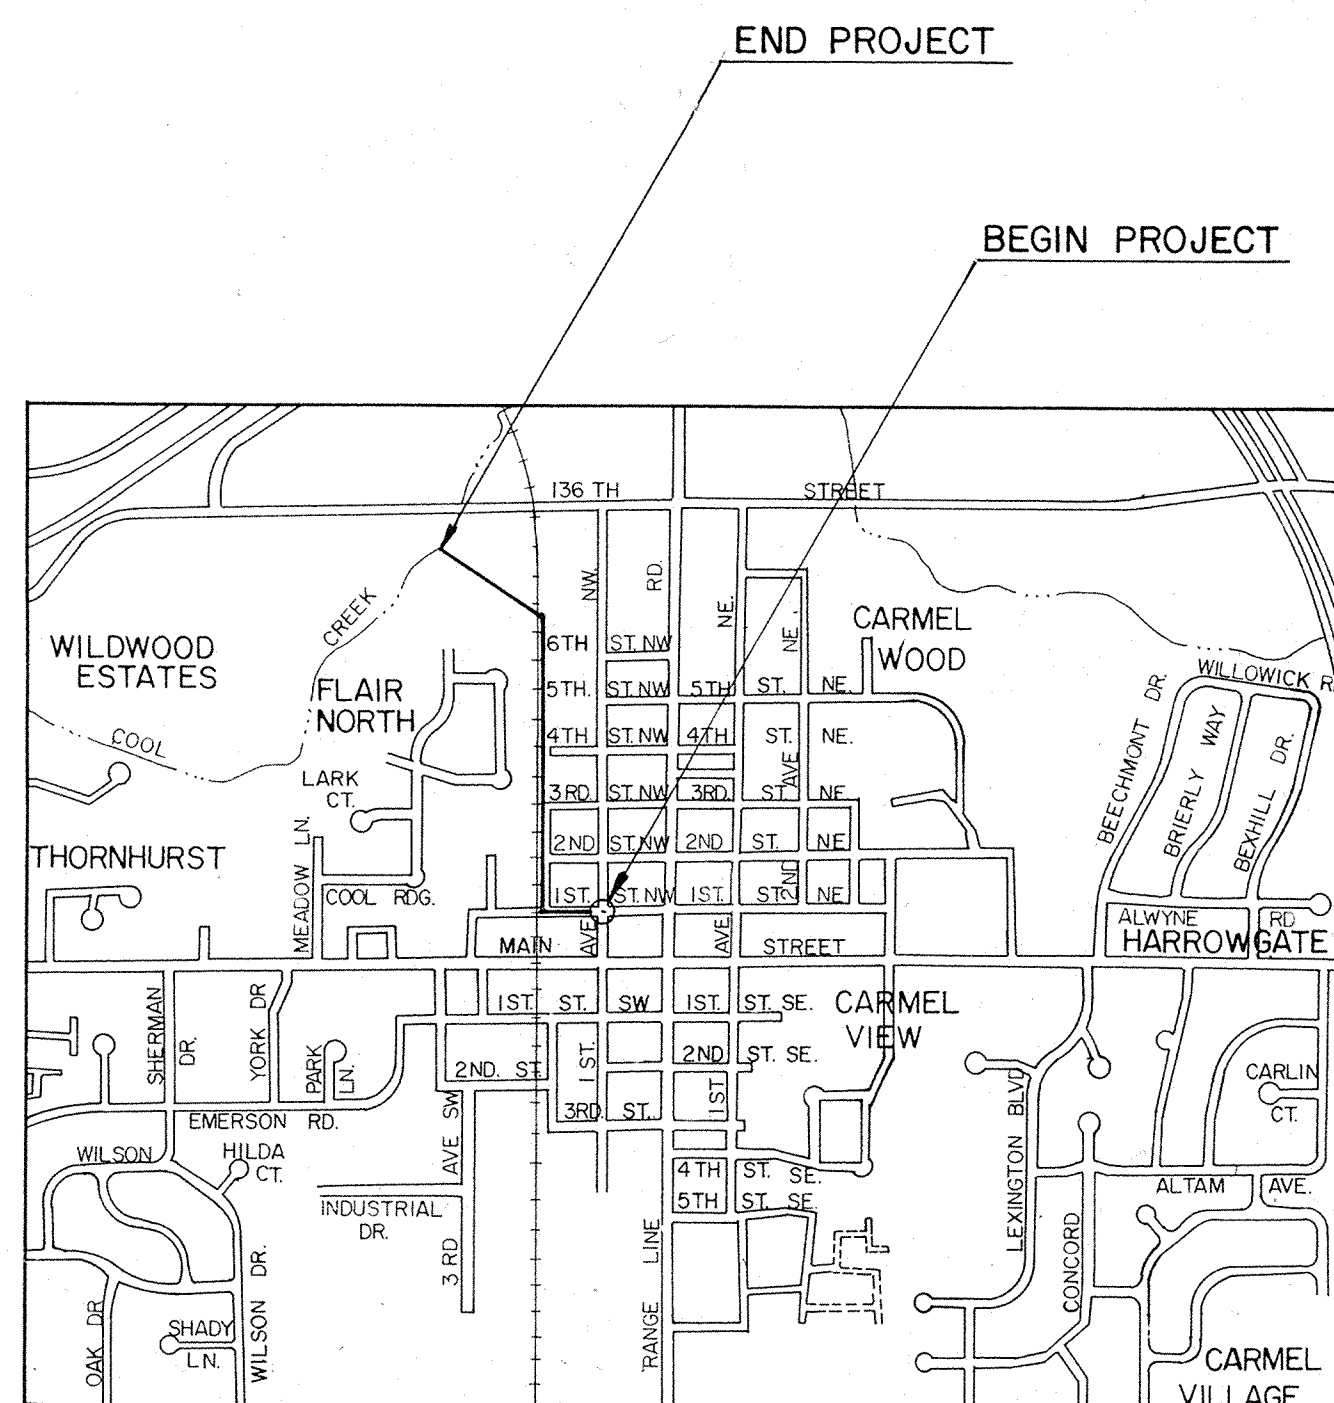 END PROJECT
BEGIN PROJECT
136 TH STREET
NW.
RD.
NE.
NE.
CREEK
COOL
WILDWOOD
ESTATES
CARMEL
WOOD
FLAIR
NORTH
6TH ST. NW
5TH. ST. NW 5TH ST. NE.
4TH ST. NW 4TH ST. NE.
3RD. ST. NW 3RD. ST. NE
2ND ST. NW 2ND ST. NE
1ST. ST. NW 1ST. ST. NE
AVE
2ND
WILLOWICK
BEECHMONT DR.
BRIERLY WAY
BEXHILL DR.
LARK
CT.
THORNHURST
MEADOW LN.
COOL RDG.
ALWYNE RD
HARROWGATE
MAIN STREET
AVE
AVE
1ST. ST. SW 1ST. ST. SE.
CARMEL
VIEW
SHERMAN DR.
YORK DR
PARK LN.
2ND. ST.
1 ST.
2ND ST. SE.
3RD. ST.
1ST
EMERSON RD.
WILSON
HILDA
CT.
4TH ST. SE.
5TH ST. SE.
INDUSTRIAL
DR.
3RD AVE SW
RANGE LINE
LEXINGTON BLVD
CONCORD
CARLIN
CT.
ALTAM AVE.
OAK DR
SHADY
LN.
WILSON DR.
CARMEL
VILLAGE